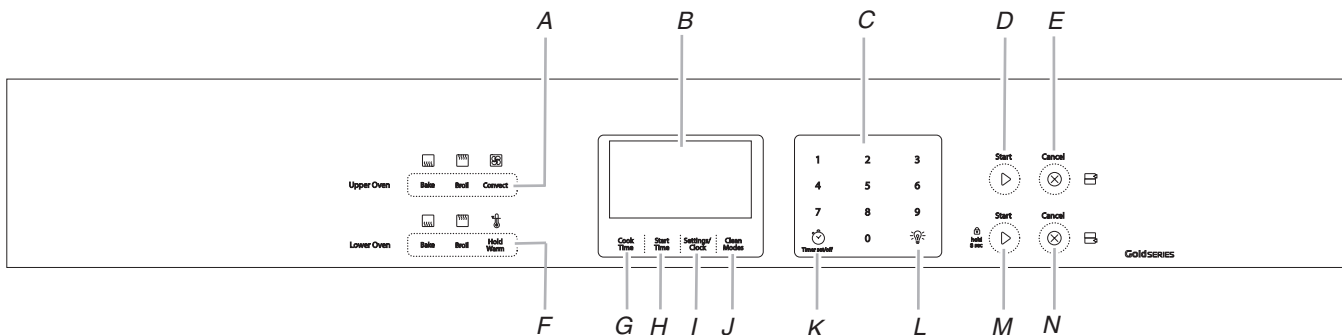 A B C D E
Start Cancel
1 2 3
Upper Oven Bake Broil Convect
4 5 6
7 8 9
Start Cancel
Lower Oven Bake Broil Hold Warm
Cook Time Start Time Settings/Clock Clean Modes
Timer set/off 0
hold
3 sec
GoldSERIES
F G H I J K L M N